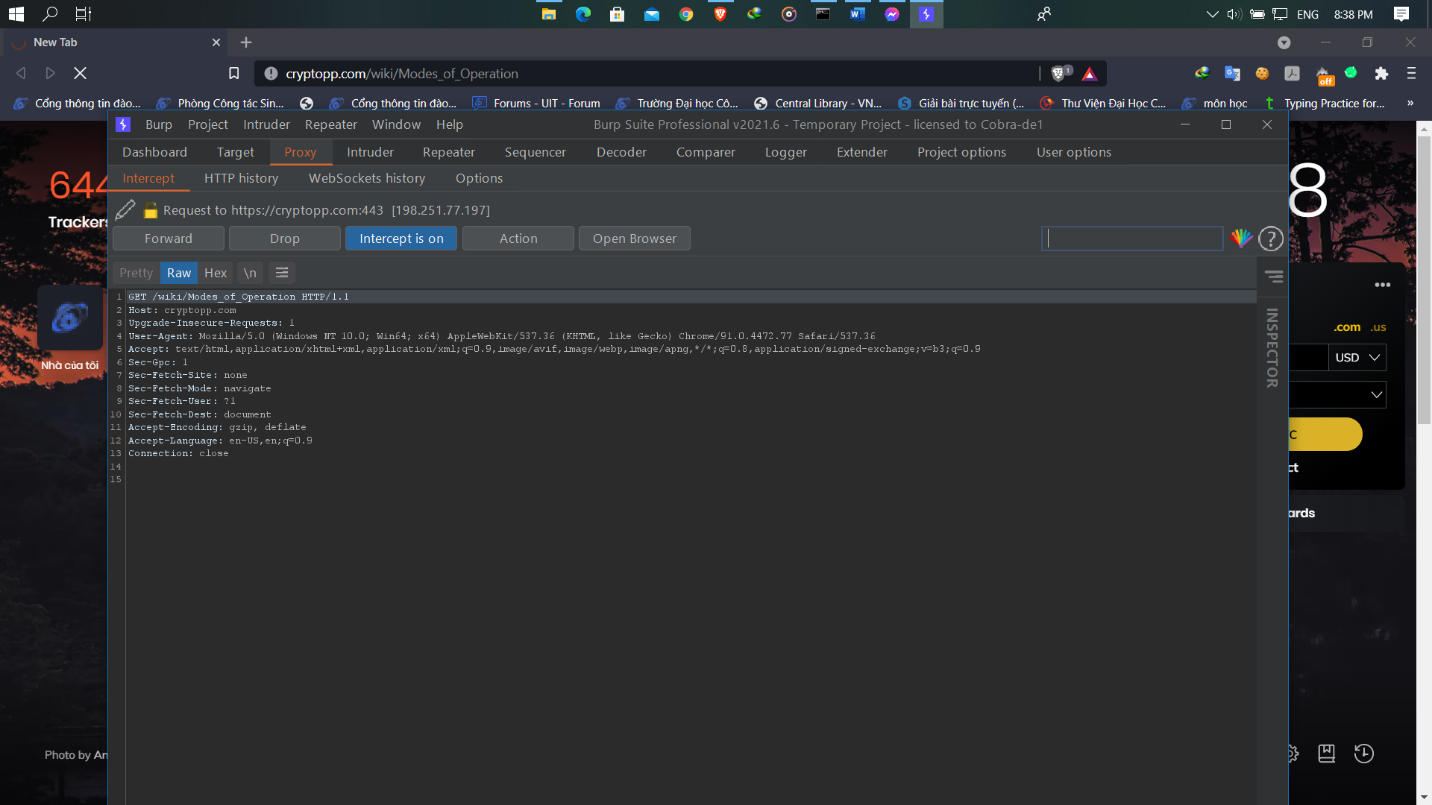 ENG 8:38 PM
New Tab
cryptopp.com/wiki/Modes_of_Operation
1
off
Cổng thông tin đào... Phòng Công tác Sin... Cổng thông tin đào... Forums - UIT - Forum Trường Đại học Cô... Central Library - VN... Giải bài trực tuyến (... Thư Viện Đại Học C... môn học Typing Practice for... »
Burp Project Intruder Repeater Window Help Burp Suite Professional v2021.6 - Temporary Project - licensed to Cobra-de1
Dashboard Target Proxy Intruder Repeater Sequencer Decoder Comparer Logger Extender Project options User options
Intercept HTTP history WebSockets history Options
644
8
Trackers
Request to https://cryptopp.com:443 [198.251.77.197]
Forward Drop Intercept is on Action Open Browser ?
Pretty Raw Hex \n
1 GET /wiki/Modes_of_Operation HTTP/1.1
2 Host: cryptopp.com
3 Upgrade-Insecure-Requests: 1
4 User-Agent: Mozilla/5.0 (Windows NT 10.0; Win64; x64) AppleWebKit/537.36 (KHTML, like Gecko) Chrome/91.0.4472.77 Safari/537.36
5 Accept: text/html,application/xhtml+xml,application/xml;q=0.9,image/avif,image/webp,image/apng,*/*;q=0.8,application/signed-exchange;v=b3;q=0.9
6 Sec-Gpc: 1
7 Sec-Fetch-Site: none
8 Sec-Fetch-Mode: navigate
9 Sec-Fetch-User: ?1
10 Sec-Fetch-Dest: document
11 Accept-Encoding: gzip, deflate
12 Accept-Language: en-US,en;q=0.9
13 Connection: close
14
15
INSPECTOR
.com .us
USD
Nhà của tôi
C
ct
ards
Photo by An